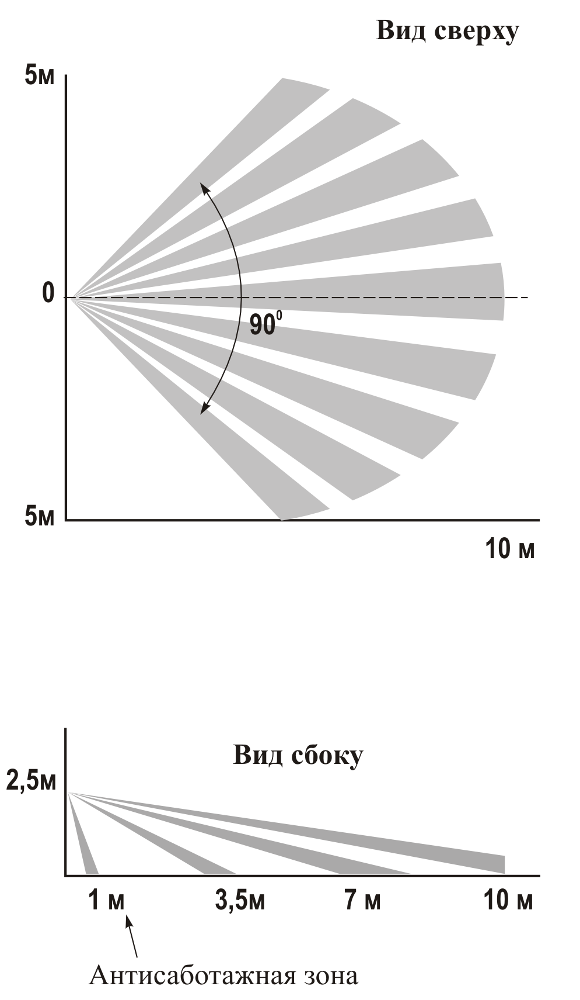 Вид сверху
5м
0
90⁰
5м
10 м
Вид сбоку
2,5м
1 м 3,5м 7 м 10 м
Антисаботажная зона